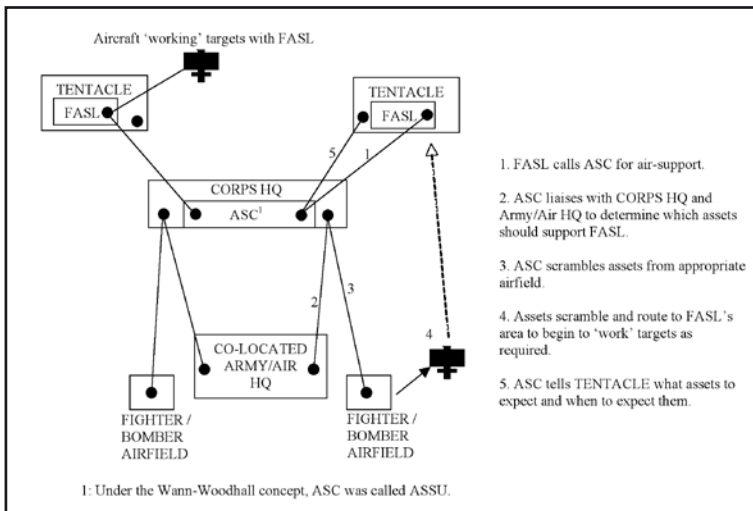 Aircraft ‘working’ targets with FASL
TENTACLE
FASL
TENTACLE
FASL
5
1
CORPS HQ
ASC1
2
3
4
CO-LOCATED
ARMY/AIR
HQ
FIGHTER /
BOMBER
AIRFIELD
FIGHTER /
BOMBER
AIRFIELD
1. FASL calls ASC for air-support.
2. ASC liaises with CORPS HQ and
Army/Air HQ to determine which assets
should support FASL.
3. ASC scrambles assets from appropriate
airfield.
4. Assets scramble and route to FASL’s
area to begin to ‘work’ targets as
required.
5. ASC tells TENTACLE what assets to
expect and when to expect them.
1: Under the Wann-Woodhall concept, ASC was called ASSU.